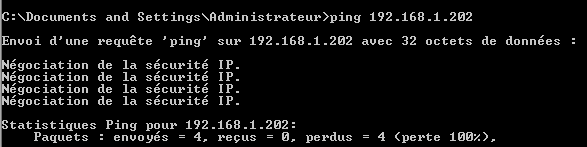 C:\Documents and Settings\Administrateur>ping 192.168.1.202
Envoi d'une requête 'ping' sur 192.168.1.202 avec 32 octets de données :
Négociation de la sécurité IP.
Négociation de la sécurité IP.
Négociation de la sécurité IP.
Négociation de la sécurité IP.
Statistiques Ping pour 192.168.1.202:
Paquets : envoyés = 4, reçus = 0, perdus = 4 (perte 100%),